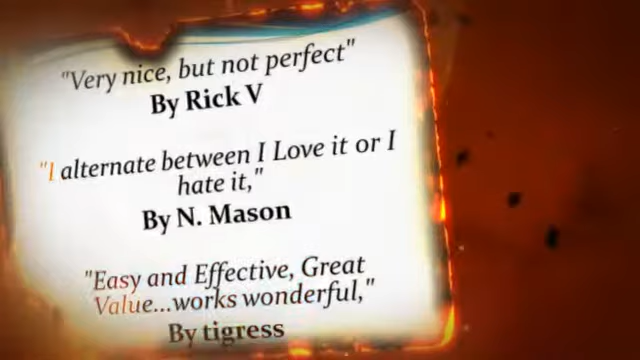 "Very nice, but not perfect"
By Rick V
"I alternate between I Love it or I
hate it,"
By N. Mason
"Easy and Effective, Great
Value...works wonderful,"
By tigress